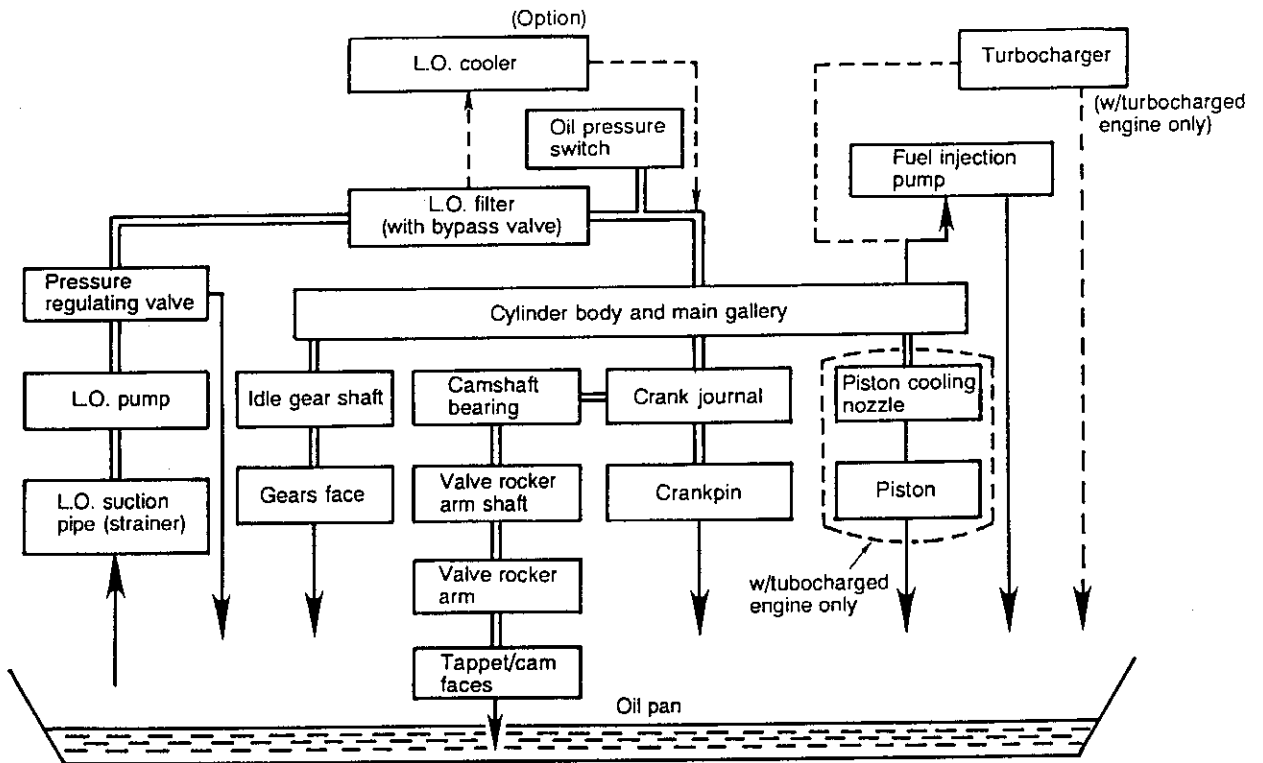 (Option)
L.O. cooler
Turbocharger
(w/turbocharged
engine only)
Oil pressure
switch
Fuel injection
pump
L.O. filter
(with bypass valve)
Pressure
regulating valve
Cylinder body and main gallery
L.O. pump
Idle gear shaft
Camshaft
bearing
Crank journal
Piston cooling
nozzle
L.O. suction
pipe (strainer)
Gears face
Valve rocker
arm shaft
Crankpin
Piston
Valve rocker
arm
w/tubocharged
engine only
Tappet/cam
faces
Oil pan